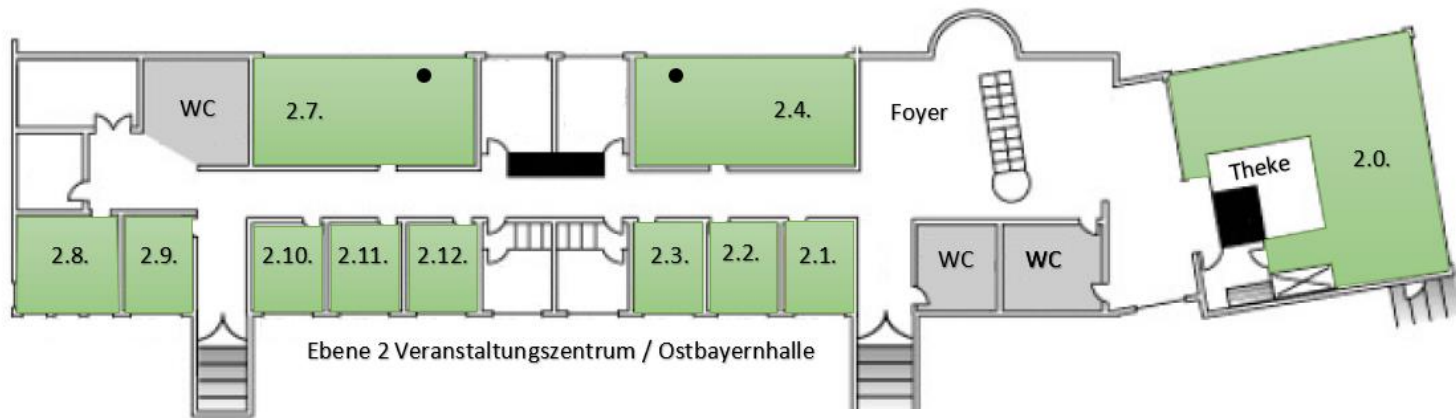 WC
2.7.
2.4.
Foyer
Theke
2.0.
2.8.
2.9.
2.10.
2.11.
2.12.
2.3.
2.2.
2.1.
WC
WC
Ebene 2 Veranstaltungszentrum / Ostbayernhalle